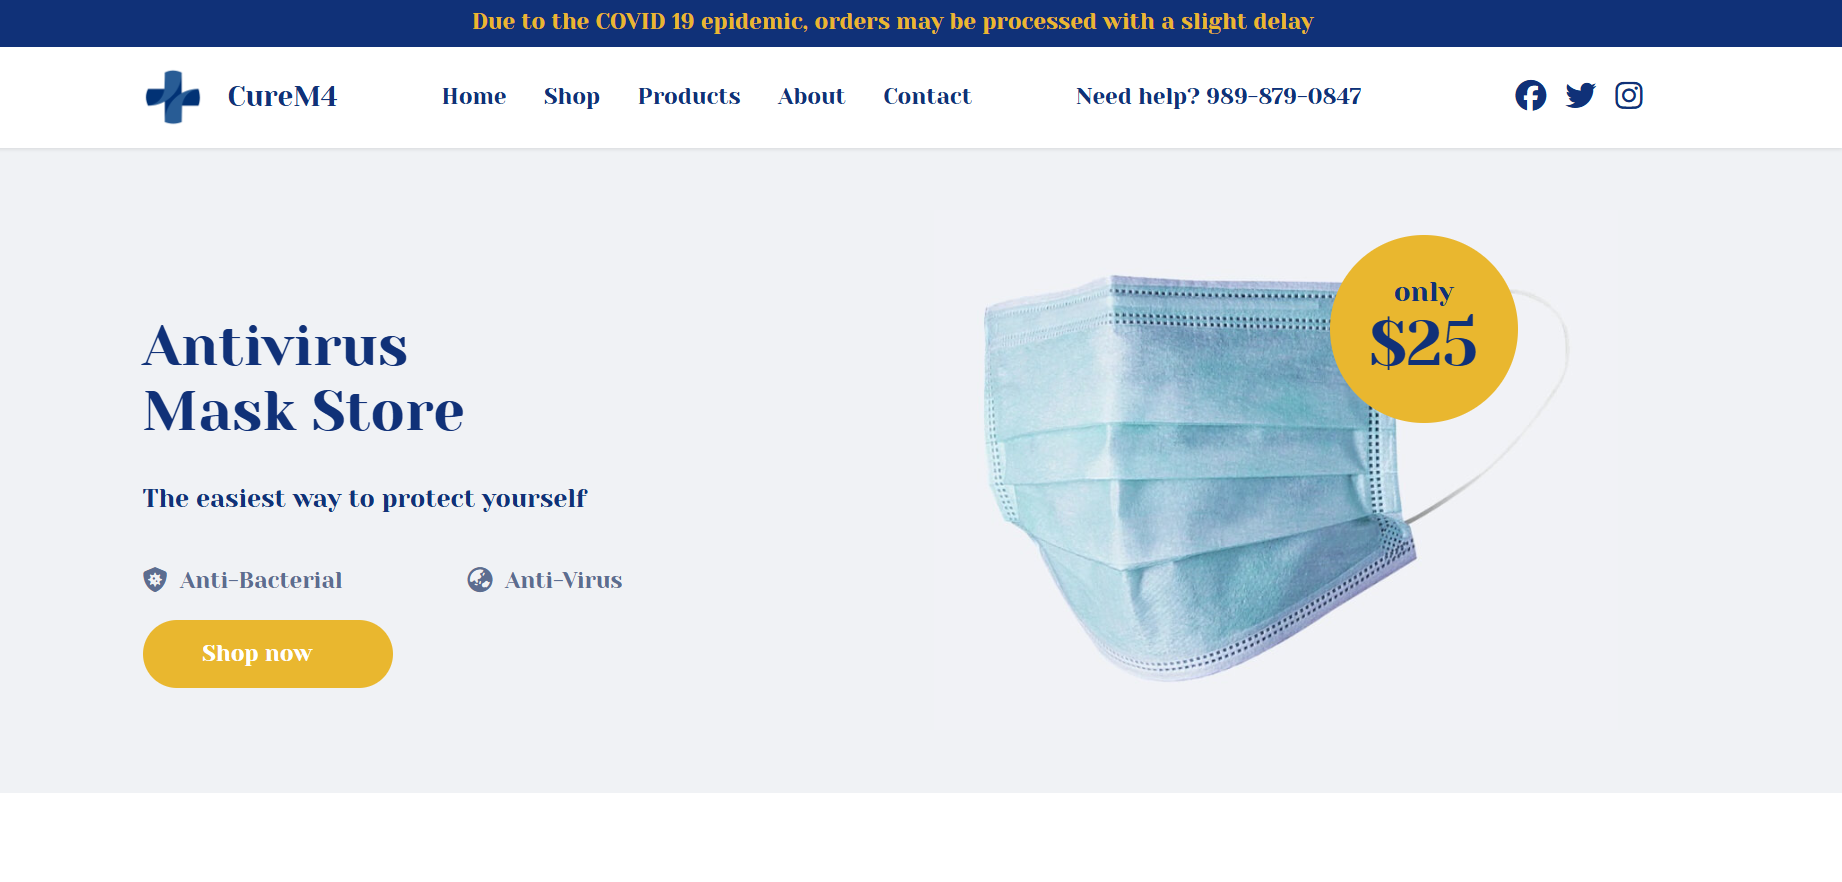 Due to the COVID 19 epidemic, orders may be processed with a slight delay
CureM4
Home
Shop
Products
About
Contact
Need help? 989-879-0847
Antivirus
Mask Store
The easiest way to protect yourself
Anti-Bacterial
Anti-Virus
Shop now
only
$25